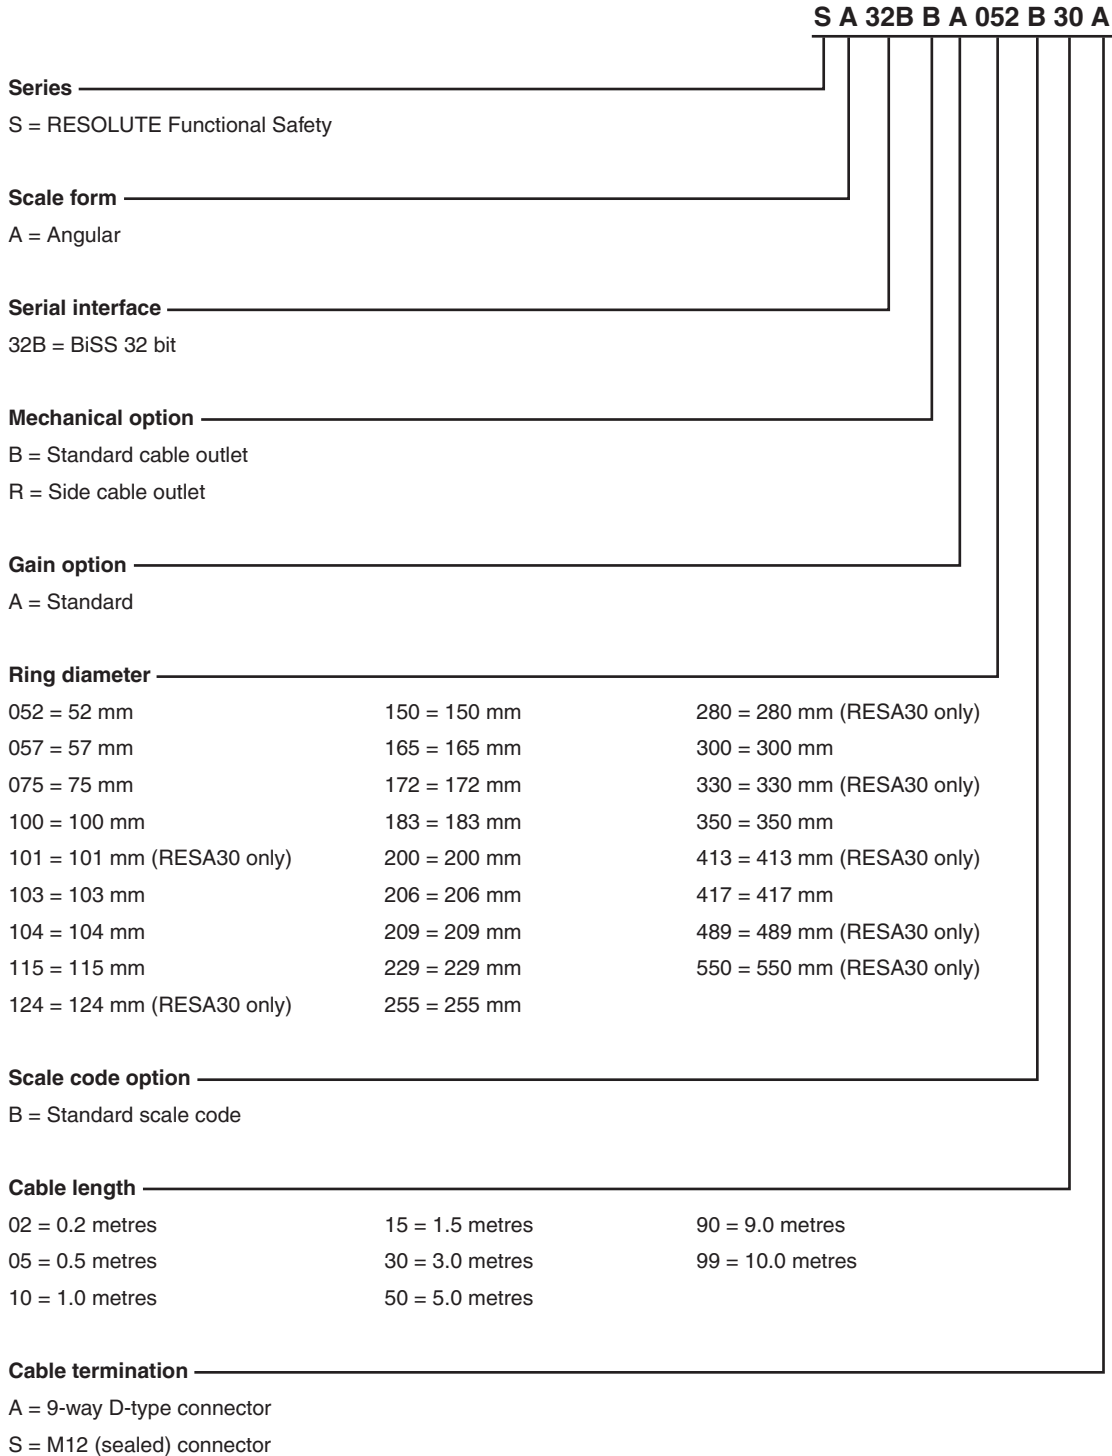 S A 32B B A 052 B 30 A
Series
S = RESOLUTE Functional Safety
Scale form
A = Angular
Serial interface
32B = BiSS 32 bit
Mechanical option
B = Standard cable outlet
R = Side cable outlet
Gain option
A = Standard
Ring diameter
052 = 52 mm
057 = 57 mm
075 = 75 mm
100 = 100 mm
101 = 101 mm (RESA30 only)
103 = 103 mm
104 = 104 mm
115 = 115 mm
124 = 124 mm (RESA30 only)
150 = 150 mm
165 = 165 mm
172 = 172 mm
183 = 183 mm
200 = 200 mm
206 = 206 mm
209 = 209 mm
229 = 229 mm
255 = 255 mm
280 = 280 mm (RESA30 only)
300 = 300 mm
330 = 330 mm (RESA30 only)
350 = 350 mm
413 = 413 mm (RESA30 only)
417 = 417 mm
489 = 489 mm (RESA30 only)
550 = 550 mm (RESA30 only)
Scale code option
B = Standard scale code
Cable length
02 = 0.2 metres
05 = 0.5 metres
10 = 1.0 metres
15 = 1.5 metres
30 = 3.0 metres
50 = 5.0 metres
90 = 9.0 metres
99 = 10.0 metres
Cable termination
A = 9-way D-type connector
S = M12 (sealed) connector